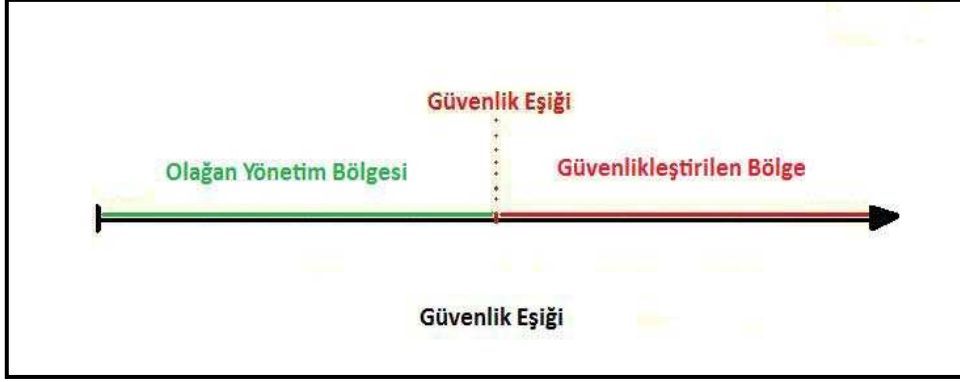 Güvenlik Eşiği
Olağan Yönetim Bölgesi
Güvenlikleştirilen Bölge
Güvenlik Eşiği